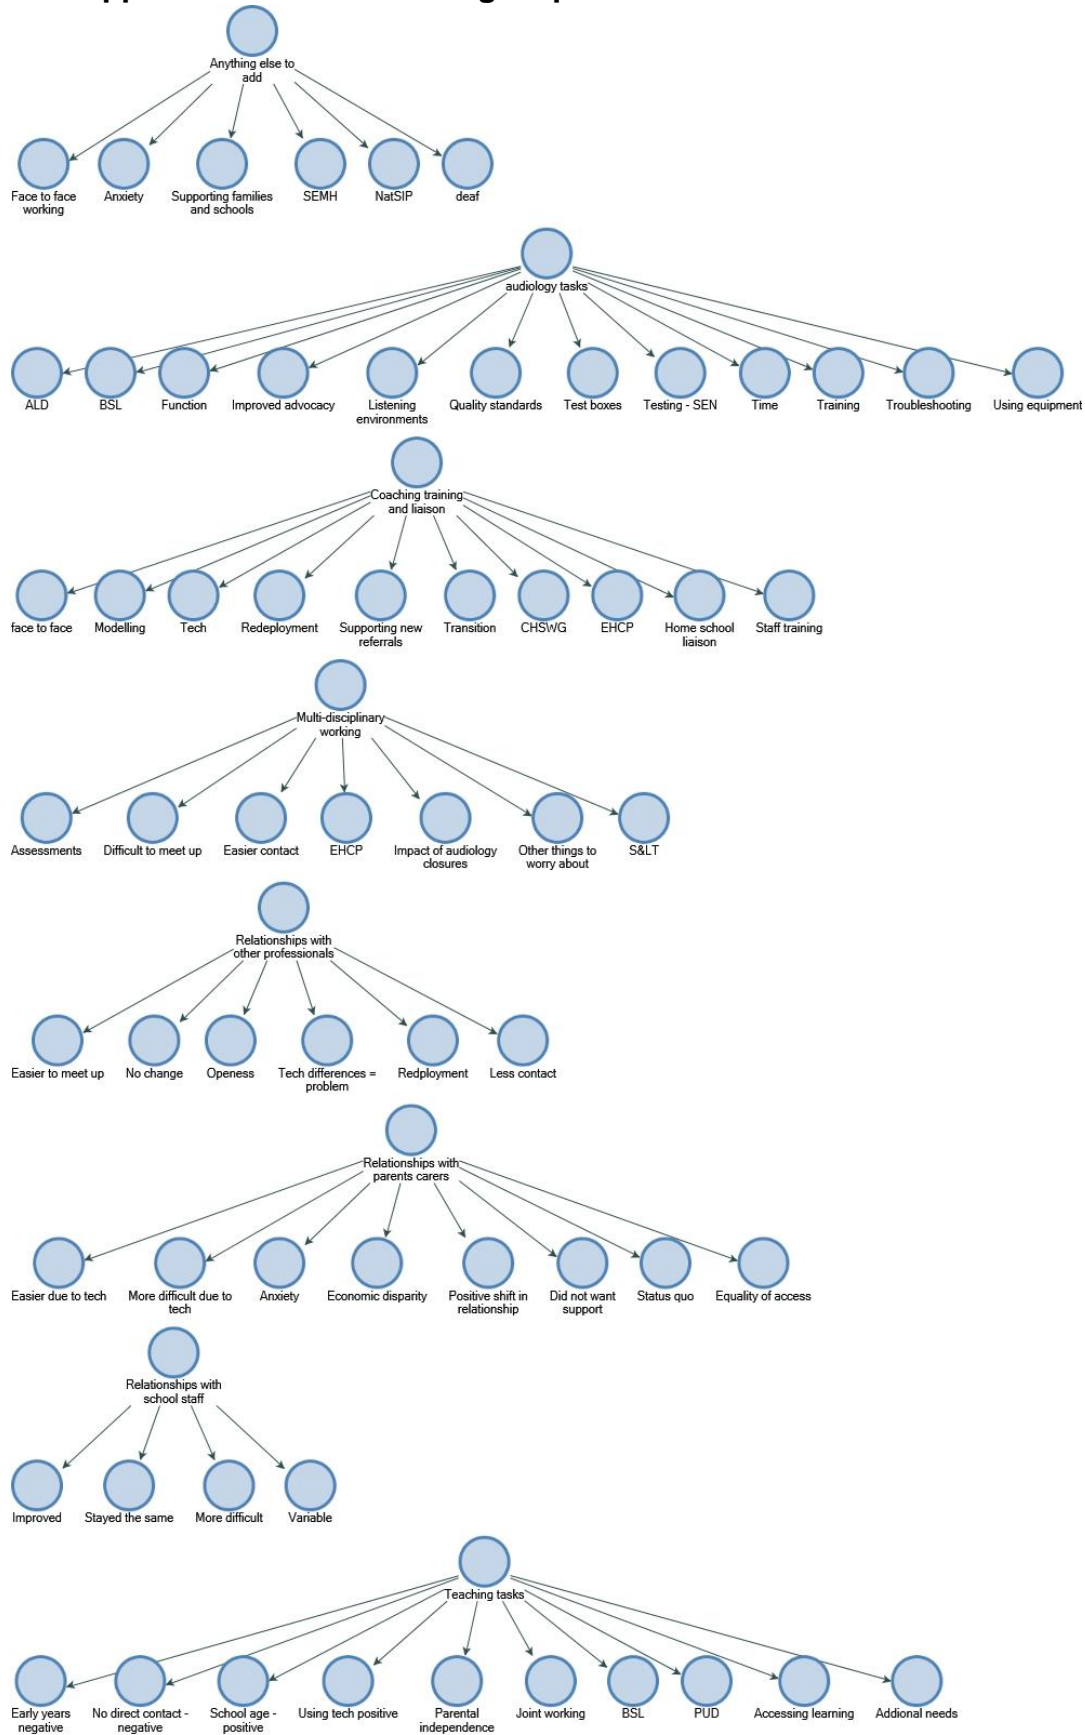 Anything else to
add
Face to face
working
Anxiety
Supporting families
and schools
SEMH
NatSIP
deaf
audiology tasks
ALD
BSL
Function
Improved advocacy
Listening
environments
Quality standards
Test boxes
Testing - SEN
Time
Training
Troubleshooting
Using equipment
Coaching training
and liaison
face to face
Modelling
Tech
Redeployment
Supporting new
referrals
Transition
CHSWG
EHCP
Home school
liaison
Staff training
Multi-disciplinary
working
Assessments
Difficult to meet up
Easier contact
EHCP
Impact of audiology
closures
Other things to
worry about
S&LT
Relationships with
other professionals
Easier to meet up
No change
Openess
Tech differences =
problem
Redployment
Less contact
Relationships with
parents carers
Easier due to tech
More difficult due to
tech
Anxiety
Economic disparity
Positive shift in
relationship
Did not want
support
Status quo
Equality of access
Relationships with
school staff
Improved
Stayed the same
More difficult
Variable
Teaching tasks
Early years
negative
No direct contact -
negative
School age -
positive
Using tech positive
Parental
independence
Joint working
BSL
PUD
Accessing learning
Addional needs